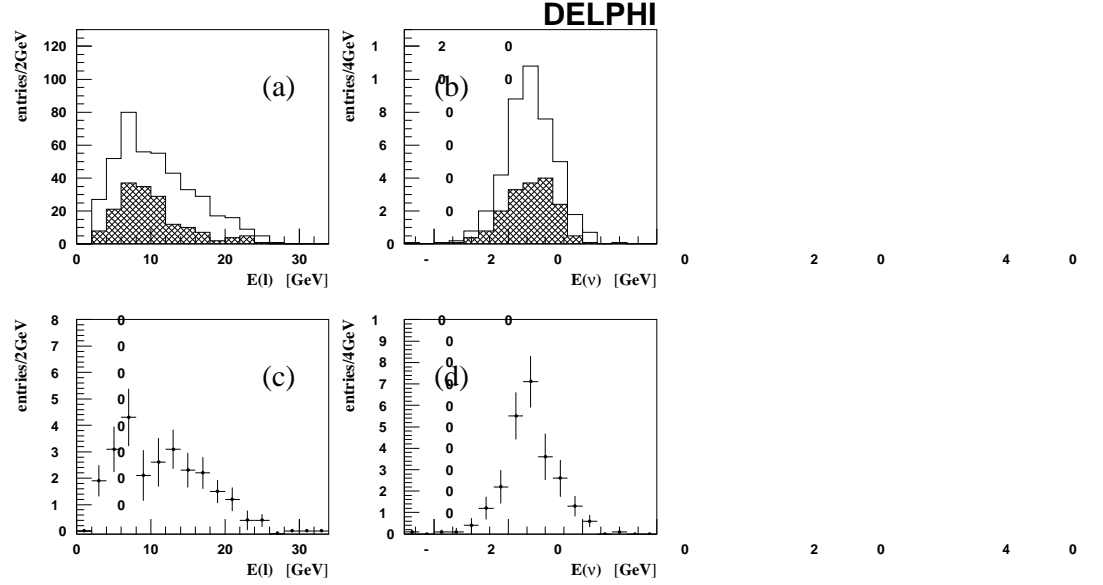 DELPHI
entries/2GeV
120
100
80
60
40
20
0
(a)
0 10 20 30
E(l) [GeV]
entries/4GeV
1 2 0
1 0 0
8 0
6 0
4 0
2 0
0
(b)
- 2 0 0 2 0 4 0
E(ν) [GeV]
entries/2GeV
8 0
7 0
6 0
5 0
4 0
3 0
2 0
1 0
0
(c)
0 10 20 30
E(l) [GeV]
entries/4GeV
1 0 0
9 0
8 0
7 0
6 0
5 0
4 0
3 0
2 0
1 0
0
(d)
- 2 0 0 2 0 4 0
E(ν) [GeV]